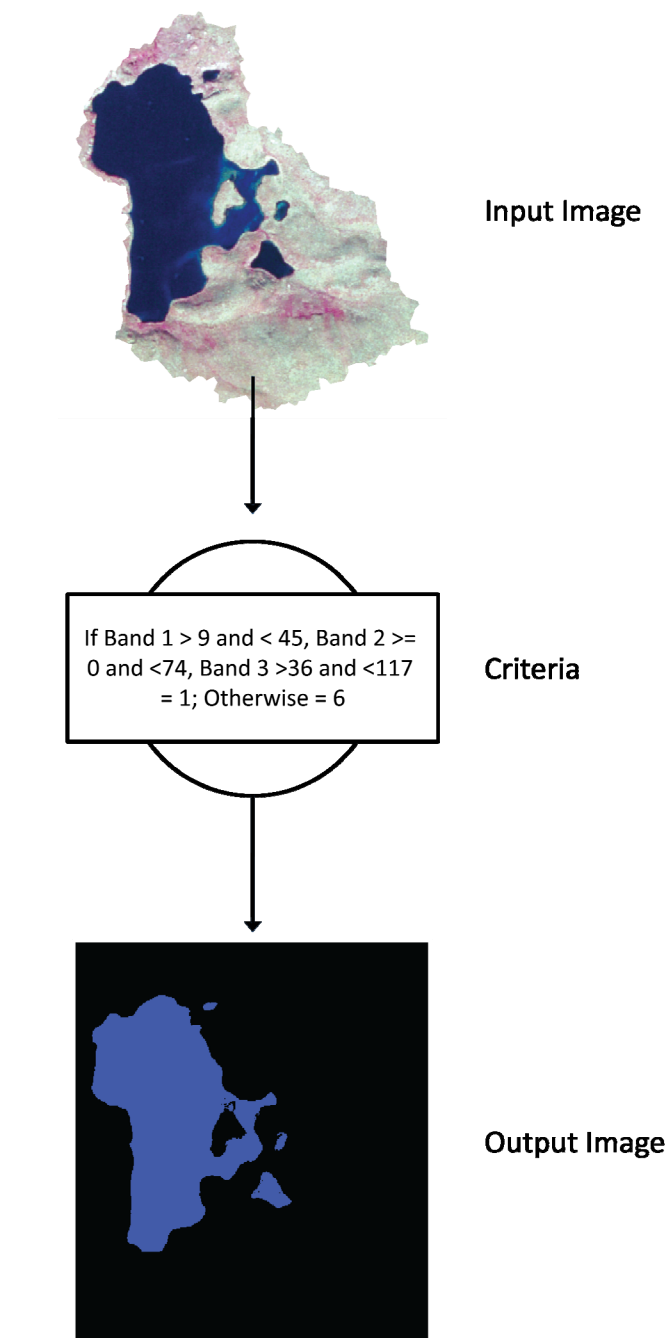 Input Image
If Band 1 > 9 and < 45, Band 2 >=
0 and <74, Band 3 >36 and <117
= 1; Otherwise = 6
Criteria
Output Image